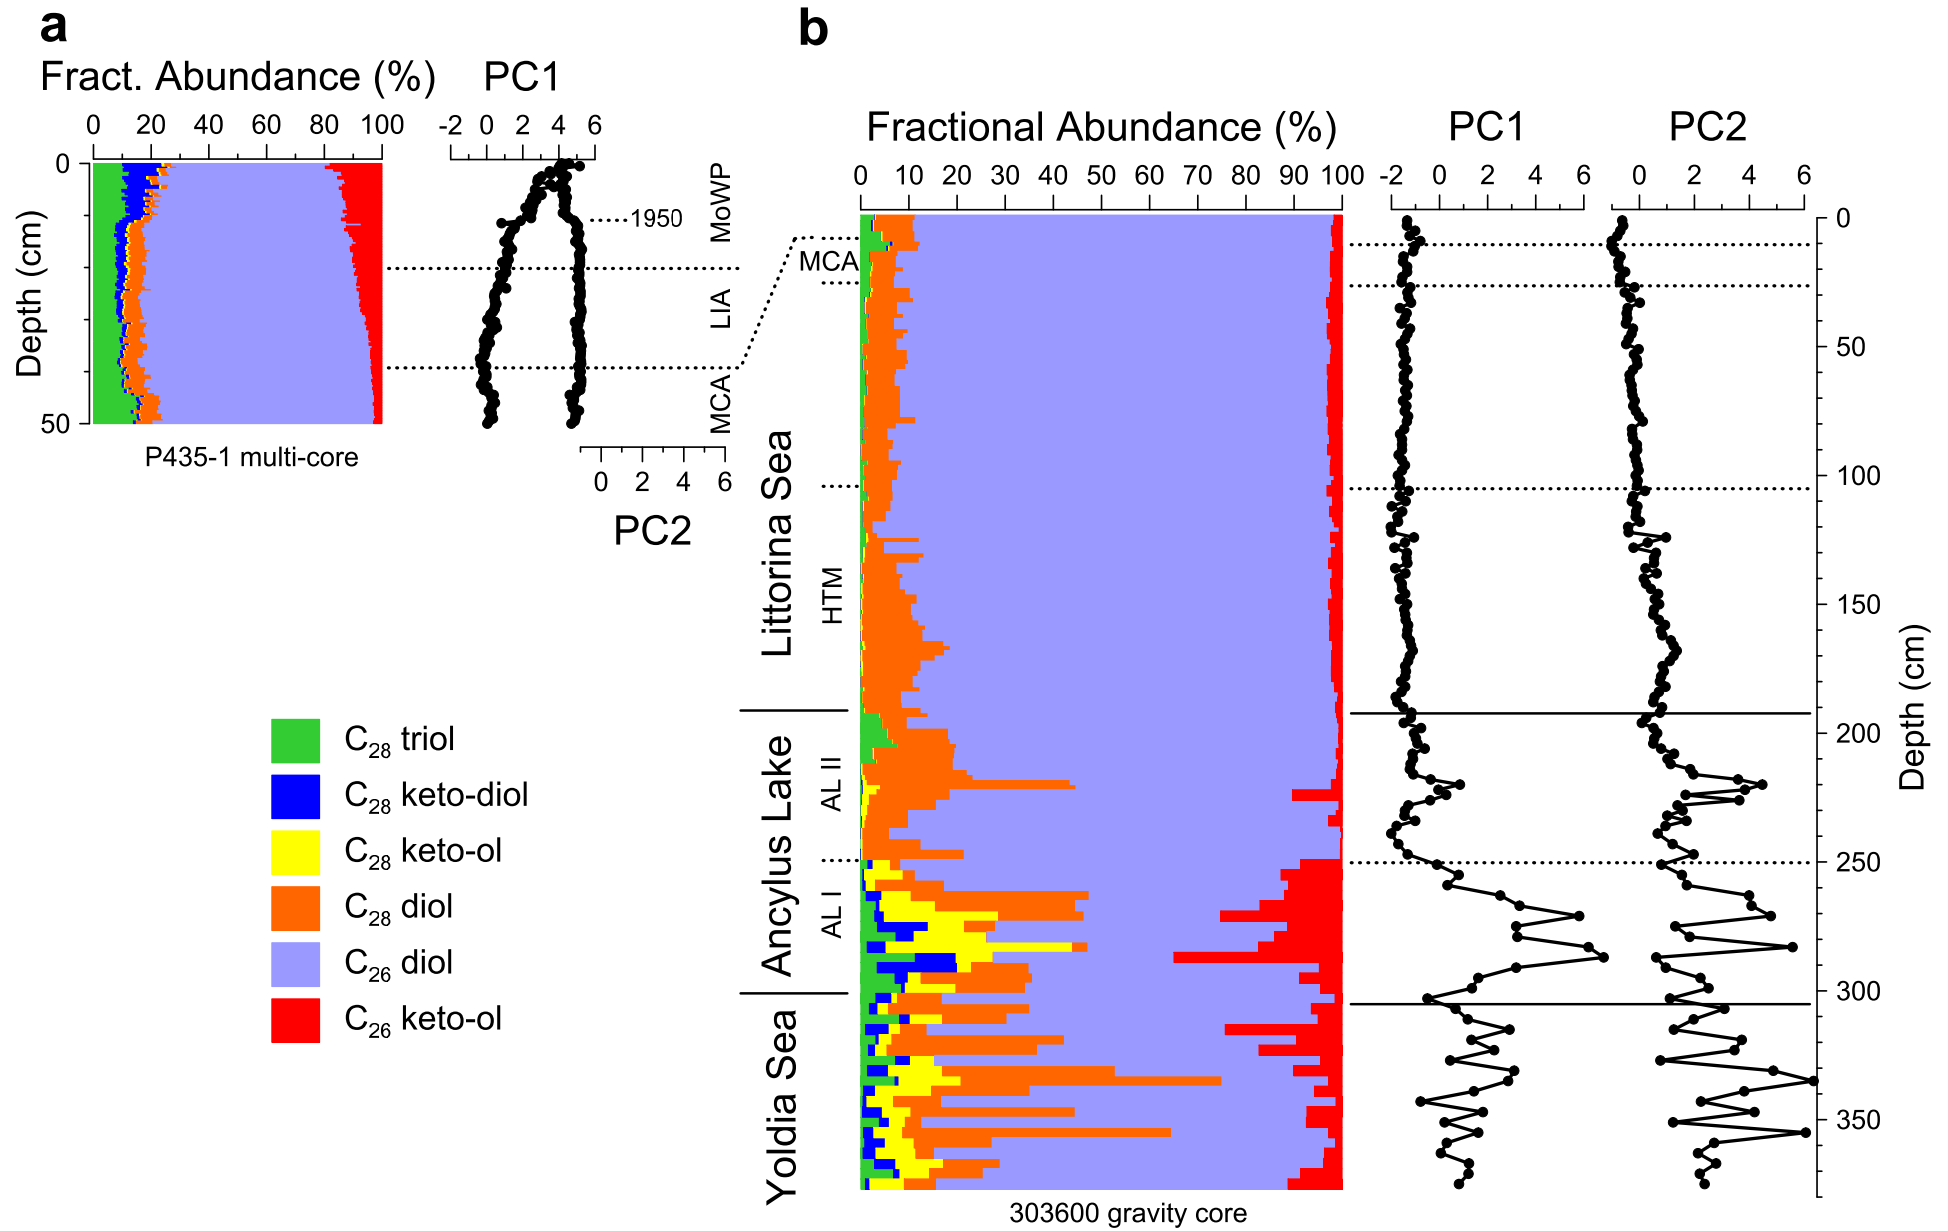 a
Fract. Abundance (%)
PC1
0 20 40 60 80 100
-2 0 2 4 6
0
50
Depth (cm)
1950
MoWP
LIA
MCA
P435-1 multi-core
0 2 4 6
PC2
C28 triol
C28 keto-diol
C28 keto-ol
C28 diol
C26 diol
C26 keto-ol
b
Fractional Abundance (%)
PC1
PC2
0 10 20 30 40 50 60 70 80 90 100
-2 0 2 4 6
0 2 4 6
MCA
HTM
Littorina Sea
AL II
AL I
Ancylus Lake
Yoldia Sea
0
50
100
150
200
250
300
350
Depth (cm)
303600 gravity core